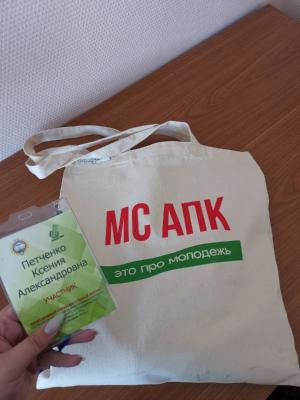 МС АПК
это про молодежь
Петченко
Ксения
Александровна
УЧАСТНИК